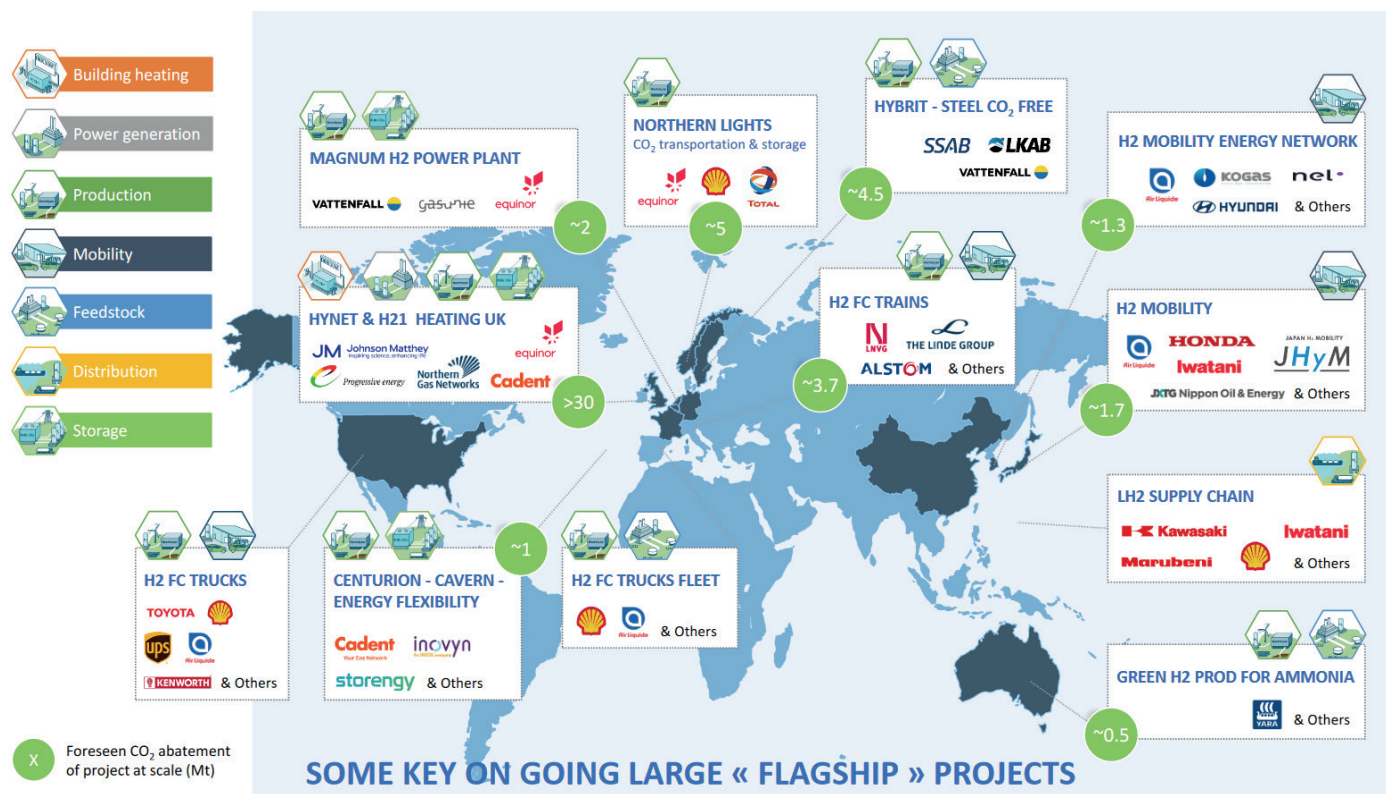 Building heating
Power generation
Production
Mobility
Feedstock
Distribution
Storage
MAGNUM H2 POWER PLANT
VATTENFALL gasunie equinor
~2
NORTHERN LIGHTS
CO₂ transportation & storage
equinor TOTAL
~5
HYBRIT - STEEL CO₂ FREE
SSAB LKAB
VATTENFALL
~4.5
H2 MOBILITY ENERGY NETWORK
Air Liquide KOGAS nel
HYUNDAI & Others
~1.3
HYNET & H21 HEATING UK
JM Johnson Matthey
Inspiring science, enhancing life
equinor
Progressive energy Northern
Gas Networks Cadent
>30
H2 FC TRAINS
LNVG THE LINDE GROUP
ALSTOM & Others
~3.7
H2 MOBILITY
Air Liquide HONDA JAPAN H₂ MOBILITY
Iwatani JHyM
JXTG Nippon Oil & Energy & Others
~1.7
LH2 SUPPLY CHAIN
Kawasaki Iwatani
Marubeni & Others
H2 FC TRUCKS
TOYOTA
ups Air Liquide
KENWORTH & Others
CENTURION - CAVERN -
ENERGY FLEXIBILITY
Cadent inovyn
Your Gas Network
storengy & Others
~1
H2 FC TRUCKS FLEET
Air Liquide & Others
GREEN H2 PROD FOR AMMONIA
YARA & Others
~0.5
X Foreseen CO₂ abatement
of project at scale (Mt)
SOME KEY ON GOING LARGE « FLAGSHIP » PROJECTS